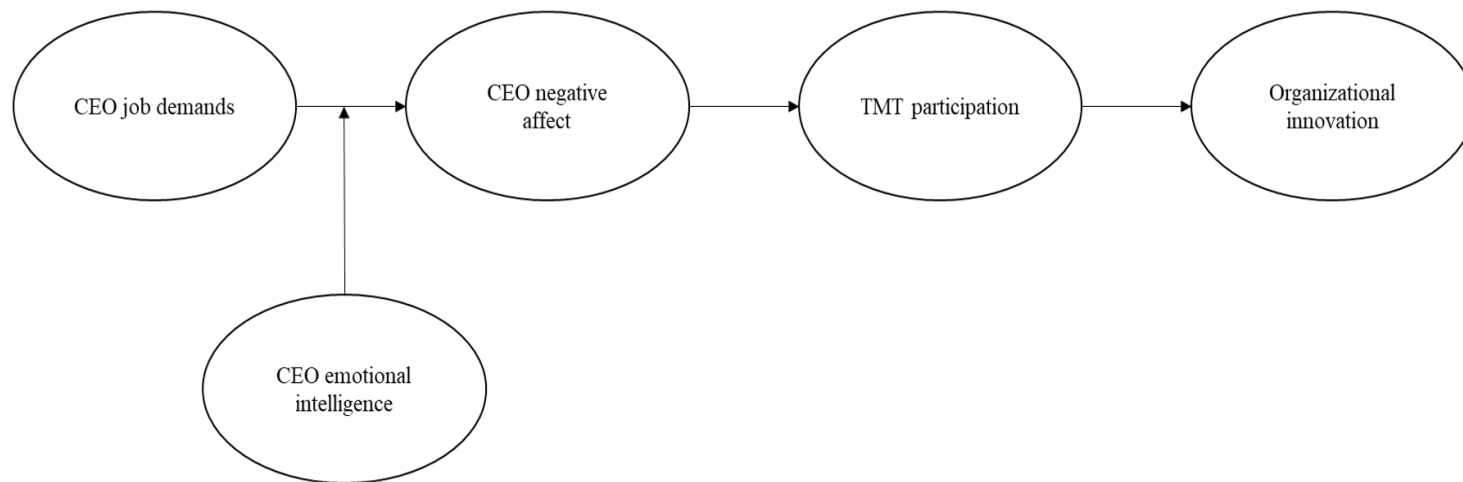 CEO job demands
CEO negative
affect
TMT participation
Organizational
innovation
CEO emotional
intelligence